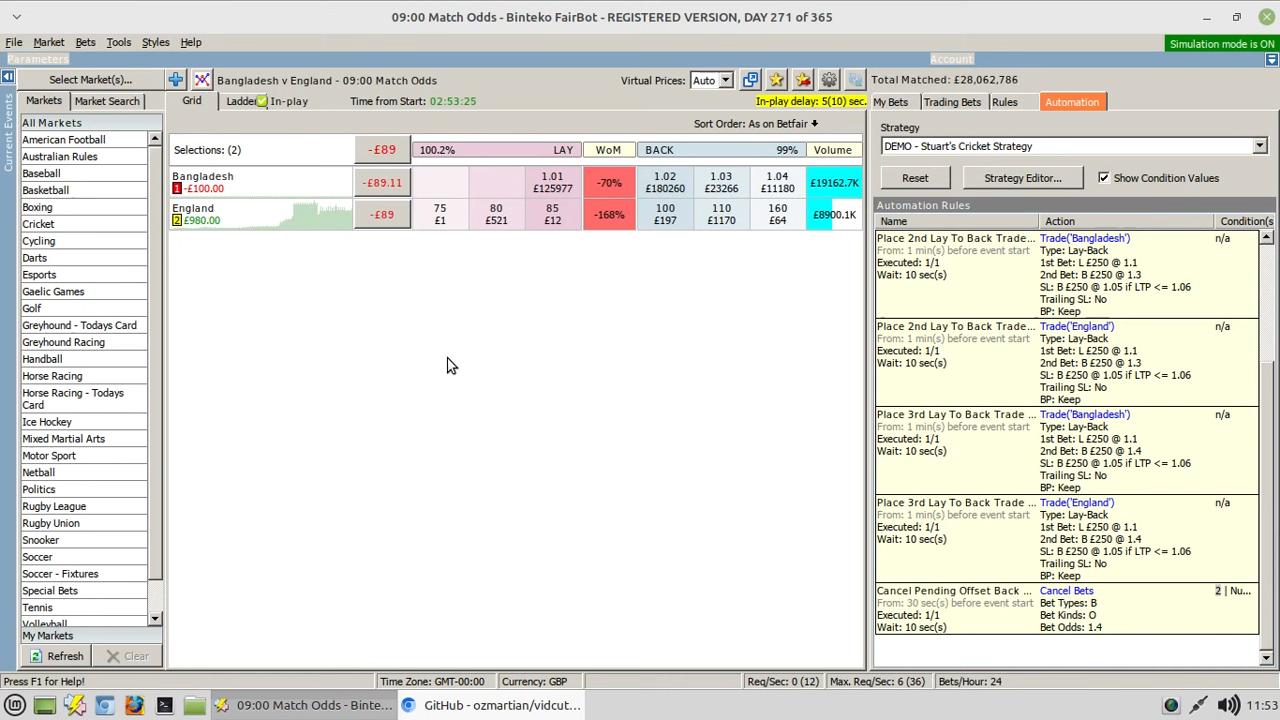 09:00 Match Odds - Binteko FairBot - REGISTERED VERSION, DAY 271 of 365
File Market Bets Tools Styles Help
Simulation mode is ON
Parameters
Account
Select Market(s)...
Bangladesh v England - 09:00 Match Odds
Virtual Prices: Auto
Total Matched: £28,062,786
Markets Market Search
Grid Ladder In-play Time from Start: 02:53:25
In-play delay: 5(10) sec.
My Bets Trading Bets Rules Automation
Current Events
All Markets
American Football
Australian Rules
Baseball
Basketball
Boxing
Cricket
Cycling
Darts
Esports
Gaelic Games
Golf
Greyhound - Todays Card
Greyhound Racing
Handball
Horse Racing
Horse Racing - Todays
Card
Ice Hockey
Mixed Martial Arts
Motor Sport
Netball
Politics
Rugby League
Rugby Union
Snooker
Soccer
Soccer - Fixtures
Special Bets
Tennis
Volleyball
My Markets
Refresh Clear
Sort Order: As on Betfair
Selections: (2) -£89 100.2% LAY WoM BACK 99% Volume
Bangladesh
1 -£100.00
-£89.11
1.01
£125977
-70%
1.02
£180260
1.03
£23266
1.04
£11180
£19162.7K
England
2 £980.00
-£89
75
£1
80
£521
85
£12
-168%
100
£197
110
£1170
160
£64
£8900.1K
Strategy
DEMO - Stuart's Cricket Strategy
Reset Strategy Editor... Show Condition Values
Automation Rules
Name Action Condition(s)
Place 2nd Lay To Back Trade... Trade('Bangladesh') n/a
From: 1 min(s) before event start Type: Lay-Back
Executed: 1/1 1st Bet: L £250 @ 1.1
Wait: 10 sec(s) 2nd Bet: B £250 @ 1.3
SL: B £250 @ 1.05 if LTP <= 1.06
Trailing SL: No
BP: Keep
Place 2nd Lay To Back Trade... Trade('England') n/a
From: 1 min(s) before event start Type: Lay-Back
Executed: 1/1 1st Bet: L £250 @ 1.1
Wait: 10 sec(s) 2nd Bet: B £250 @ 1.3
SL: B £250 @ 1.05 if LTP <= 1.06
Trailing SL: No
BP: Keep
Place 3rd Lay To Back Trade ... Trade('Bangladesh') n/a
From: 1 min(s) before event start Type: Lay-Back
Executed: 1/1 1st Bet: L £250 @ 1.1
Wait: 10 sec(s) 2nd Bet: B £250 @ 1.4
SL: B £250 @ 1.05 if LTP <= 1.06
Trailing SL: No
BP: Keep
Place 3rd Lay To Back Trade ... Trade('England') n/a
From: 1 min(s) before event start Type: Lay-Back
Executed: 1/1 1st Bet: L £250 @ 1.1
Wait: 10 sec(s) 2nd Bet: B £250 @ 1.4
SL: B £250 @ 1.05 if LTP <= 1.06
Trailing SL: No
BP: Keep
Cancel Pending Offset Back ... Cancel Bets 2 | Nu...
From: 30 sec(s) before event start Bet Types: B
Executed: 1/1 Bet Kinds: O
Wait: 10 sec(s) Bet Odds: 1.4
Press F1 for Help! Time Zone: GMT-00:00 Currency: GBP Req/Sec: 0 (12) Max. Req/Sec: 6 (36) Bets/Hour: 24
09:00 Match Odds - Binte... GitHub - ozmartian/vidcut... 11:53